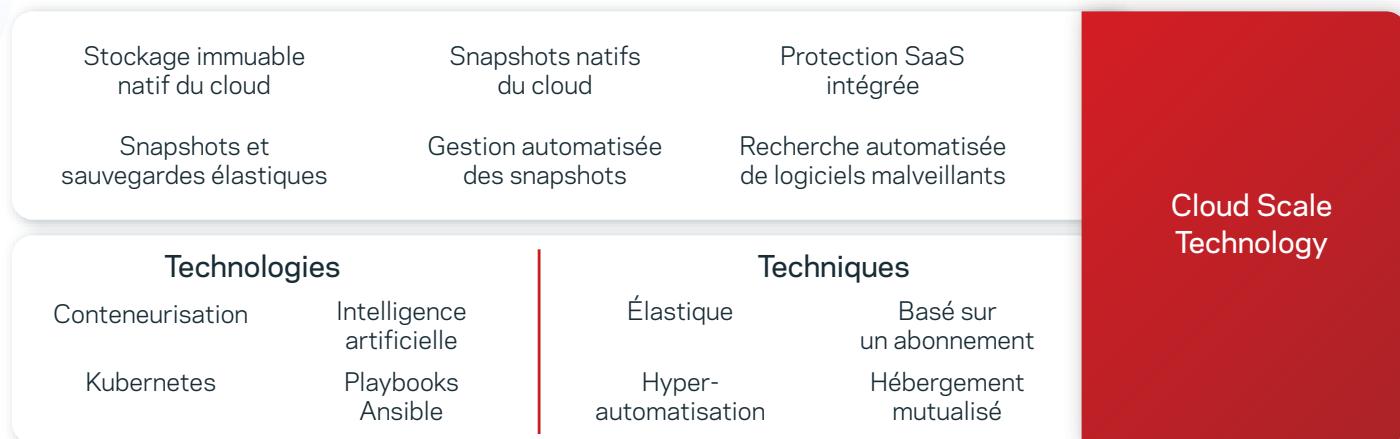 Stockage immuable
natif du cloud
Snapshots natifs
du cloud
Protection SaaS
intégrée
Snapshots et
sauvegardes élastiques
Gestion automatisée
des snapshots
Recherche automatisée
de logiciels malveillants
Cloud Scale
Technology
Technologies
Conteneurisation
Intelligence
artificielle
Kubernetes
Playbooks
Ansible
Techniques
Élastique
Basé sur
un abonnement
Hyper-
automatisation
Hébergement
mutualisé